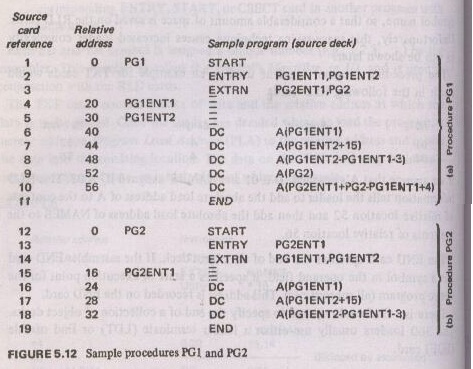 Source
card
reference
Relative
address
Sample program (source deck)
1 0 PG1 START
2 ENTRY PG1ENT1,PG1ENT2
3 EXTRN PG2ENT1,PG2
4 20 PG1ENT1
5 30 PG1ENT2
6 40 DC A(PG1ENT1)
7 44 DC A(PG1ENT2+15)
8 48 DC A(PG1ENT2-PG1ENT1-3)
9 52 DC A(PG2)
10 56 DC A(PG2ENT1+PG2-PG1ENT1+4)
11 END
(a) Procedure PG1
12 0 PG2 START
13 ENTRY PG2ENT1
14 EXTRN PG1ENT1,PG1ENT2
15 16 PG2ENT1
16 24 DC A(PG1ENT1)
17 28 DC A(PG1ENT2+15)
18 32 DC A(PG1ENT2-PG1ENT1-3)
19 END
(b) Procedure PG2
FIGURE 5.12 Sample procedures PG1 and PG2